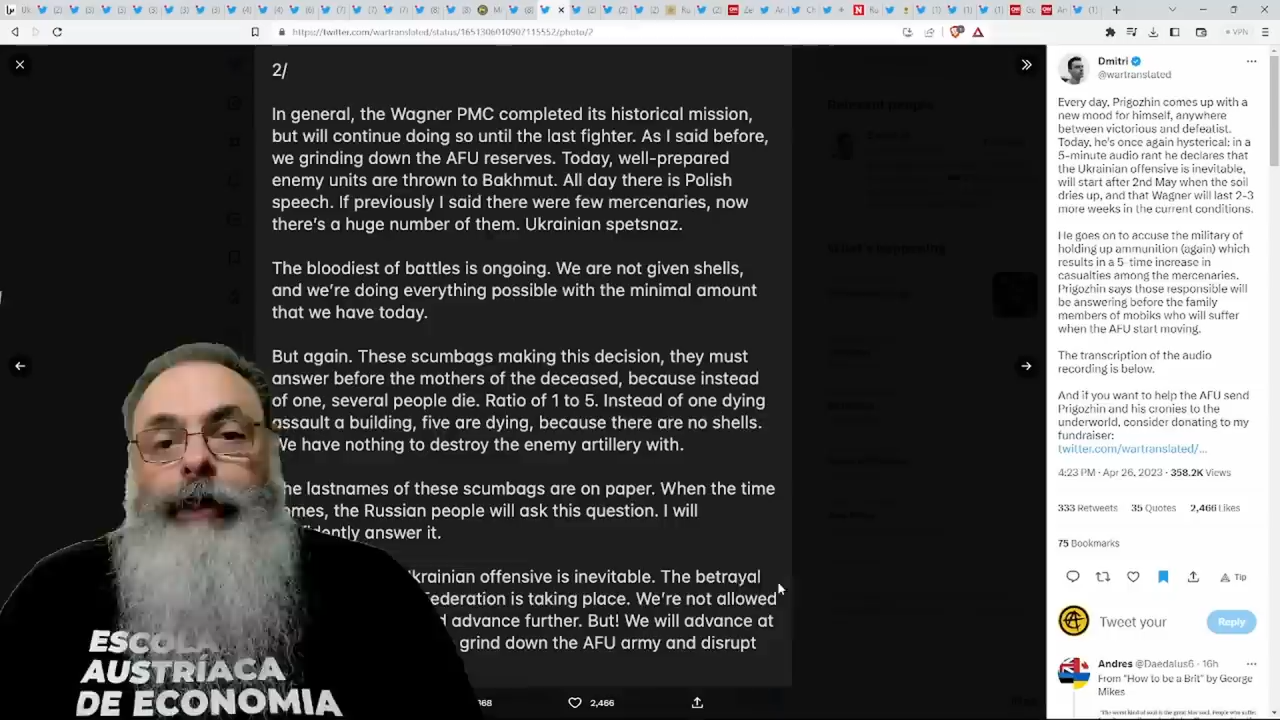 https://twitter.com/wartranslated/status/1651306010907115552/photo/2
VPN
2/
In general, the Wagner PMC completed its historical mission,
but will continue doing so until the last fighter. As I said before,
we grinding down the AFU reserves. Today, well-prepared
enemy units are thrown to Bakhmut. All day there is Polish
speech. If previously I said there were few mercenaries, now
there's a huge number of them. Ukrainian spetsnaz.
The bloodiest of battles is ongoing. We are not given shells,
and we're doing everything possible with the minimal amount
that we have today.
But again. These scumbags making this decision, they must
answer before the mothers of the deceased, because instead
of one, several people die. Ratio of 1 to 5. Instead of one dying
assault a building, five are dying, because there are no shells.
We have nothing to destroy the enemy artillery with.
he lastnames of these scumbags are on paper. When the time
omes, the Russian people will ask this question. I will
idently answer it.
krainian offensive is inevitable. The betrayal
Federation is taking place. We're not allowed
d advance further. But! We will advance at
grind down the AFU army and disrupt
368
2,466
ESCOLA
AUSTRÍACA
DE ECONOMIA
Dmitri
@wartranslated
Every day, Prigozhin comes up with a
new mood for himself, anywhere
between victorious and defeatist.
Today, he's once again hysterical: in a
5-minute audio rant he declares that
the Ukrainian offensive is inevitable,
will start after 2nd May when the soil
dries up, and that Wagner will last 2-3
more weeks in the current conditions.
He goes on to accuse the military of
holding up ammunition (again) which
results in a 5-time increase in
casualties among the mercenaries.
Prigozhin says those responsible will
be answering before the family
members of mobiks who will suffer
when the AFU start moving.
The transcription of the audio
recording is below.
And if you want to help the AFU send
Prigozhin and his cronies to the
underworld, consider donating to my
fundraiser:
twitter.com/wartranslated/...
4:23 PM · Apr 26, 2023 · 358.2K Views
333 Retweets 35 Quotes 2,466 Likes
75 Bookmarks
Tip
Tweet your
Reply
Andres @Daedalus6 · 16h
From "How to be a Brit" by George
Mikes